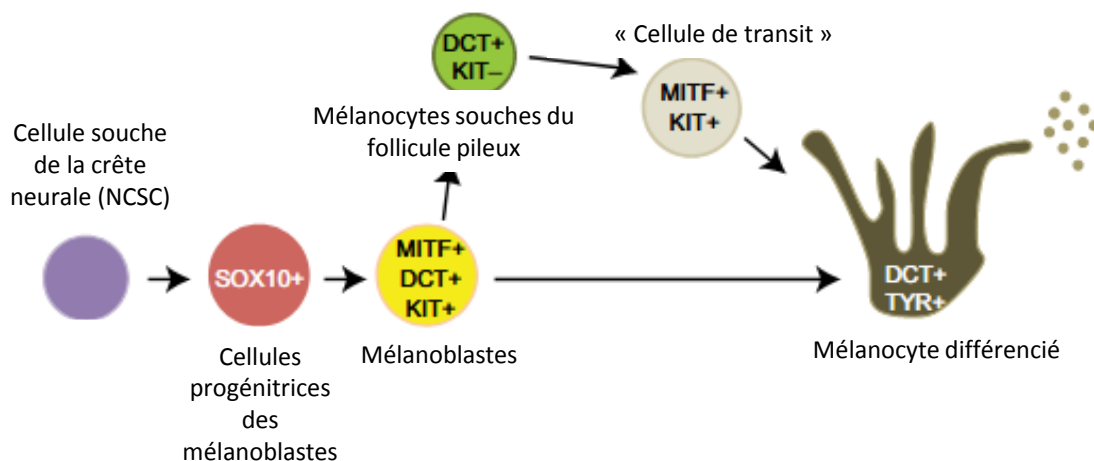 DCT+
KIT–
Mélanocytes souches du
follicule pileux
« Cellule de transit »
MITF+
KIT+
Cellule souche
de la crête
neurale (NCSC)
SOX10+
Cellules
progénitrices
des
mélanoblastes
MITF+
DCT+
KIT+
Mélanoblastes
DCT+
TYR+
Mélanocyte différencié